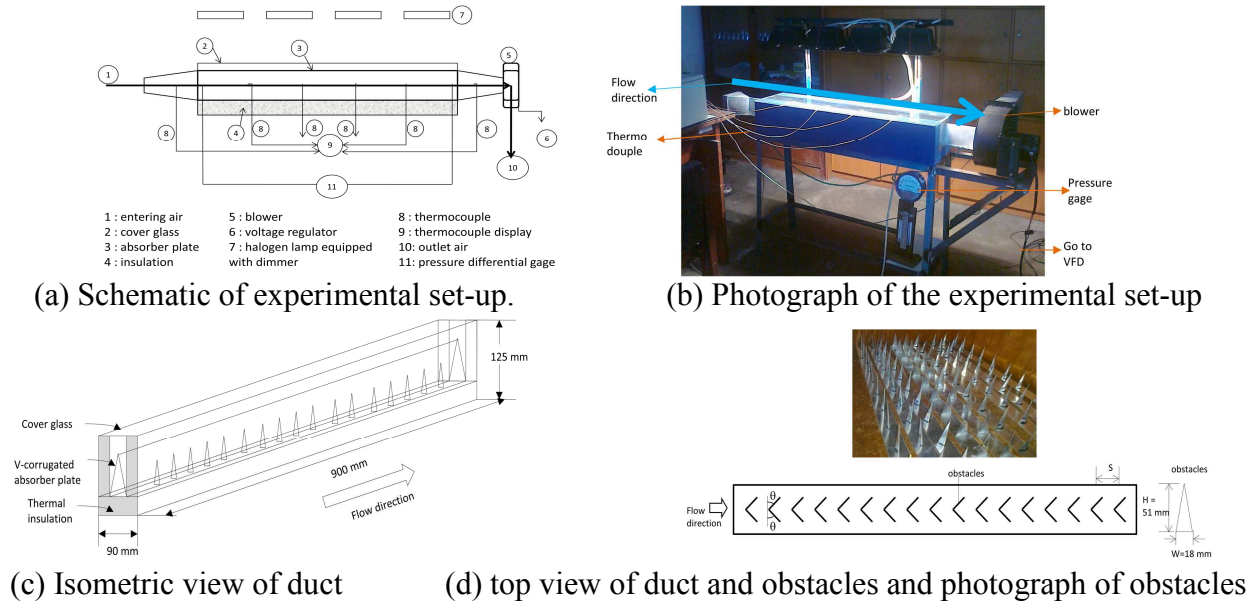 7
2
3
5
1
8
4
8
8
8
8
8
9
6
10
11
1 : entering air
2 : cover glass
3 : absorber plate
4 : insulation
5 : blower
6 : voltage regulator
7 : halogen lamp equipped
with dimmer
8 : thermocouple
9 : thermocouple display
10: outlet air
11: pressure differential gage
(a) Schematic of experimental set-up.
Flow
direction
Thermo
douple
blower
Pressure
gage
Go to
VFD
(b) Photograph of the experimental set-up
125 mm
Cover glass
V-corrugated
absorber plate
Thermal
insulation
900 mm
Flow direction
90 mm
(c) Isometric view of duct
obstacles
S
obstacles
θ
θ
Flow
direction
H =
51 mm
W=18 mm
(d) top view of duct and obstacles and photograph of obstacles